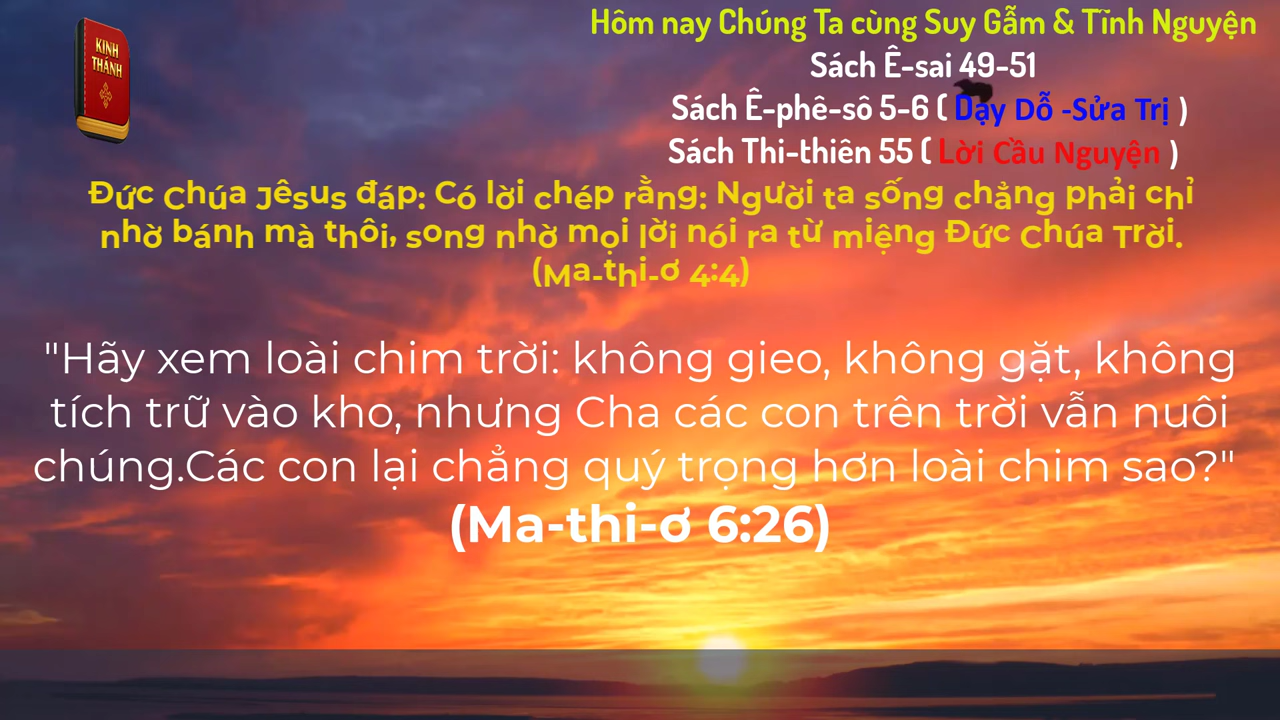 KINH
THÁNH
Hôm nay Chúng Ta cùng Suy Gẫm & Tĩnh Nguyện
Sách Ê-sai 49-51
Sách Ê-phê-sô 5-6 ( Dạy Dỗ -Sửa Trị )
Sách Thi-thiên 55 ( Lời Cầu Nguyện )
Đức Chúa Jêsus đáp: Có lời chép rằng: Người ta sống chẳng phải chỉ
nhờ bánh mà thôi, song nhờ mọi lời nói ra từ miệng Đức Chúa Trời.
(Ma-thi-ơ 4:4)
"Hãy xem loài chim trời: không gieo, không gặt, không
tích trữ vào kho, nhưng Cha các con trên trời vẫn nuôi
chúng.Các con lại chẳng quý trọng hơn loài chim sao?"
(Ma-thi-ơ 6:26)